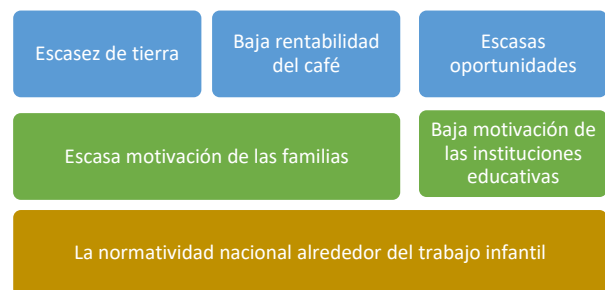 Escasez de tierra
Baja rentabilidad
del café
Escasas
oportunidades
Escasa motivación de las familias
Baja motivación de
las instituciones
educativas
La normatividad nacional alrededor del trabajo infantil